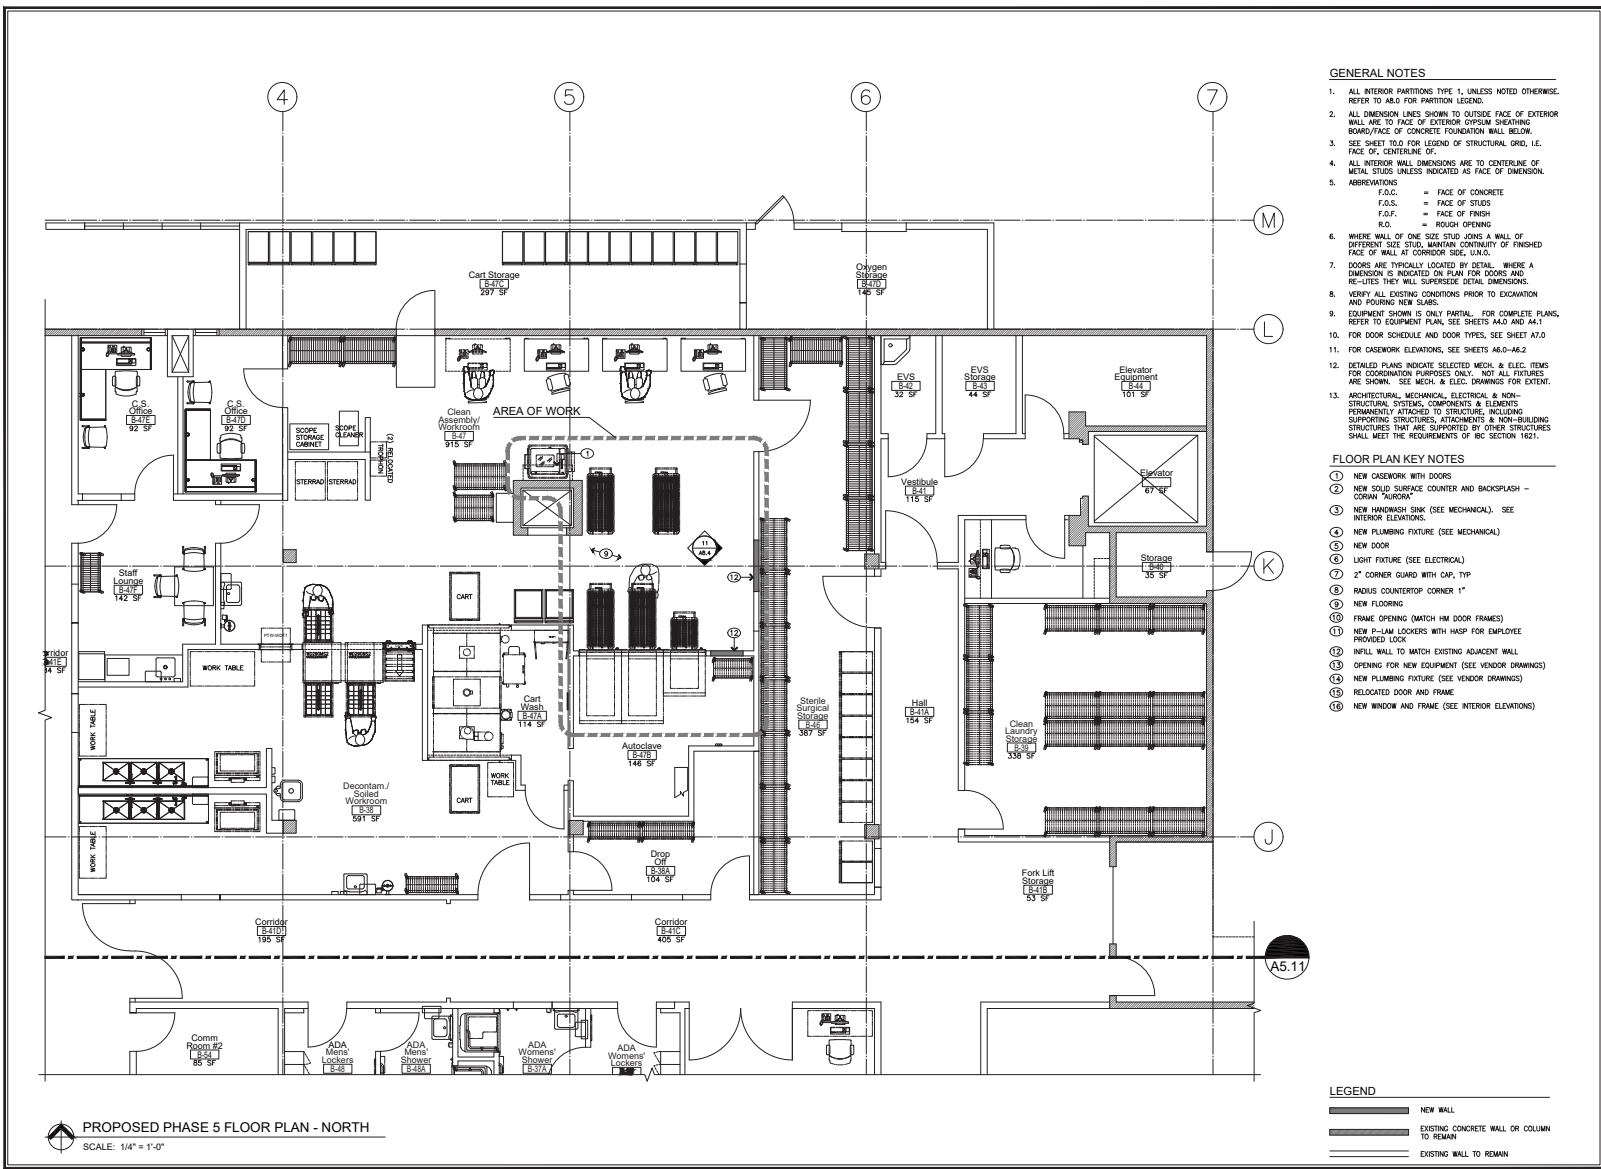 4
5
6
7
M
L
K
J
Cart Storage
B-47C
297 SF
Oxygen
Storage
B-47D
145 SF
C.S.
Office
B-47E
92 SF
C.S.
Office
B-47D
92 SF
SCOPE
STORAGE
CABINET
SCOPE
CLEANER
(2) RELOCATED
TROPHON
STERRAD
STERRAD
Clean
Assembly/
Workroom
B-47
915 SF
AREA OF WORK
1
EVS
B-42
32 SF
EVS
Storage
B-43
44 SF
Elevator
Equipment
B-44
101 SF
Vestibule
B-41
115 SF
Elevator
67 SF
Storage
B-40
35 SF
9
11
A8.4
12
12
Staff
Lounge
B-47F
142 SF
CART
WORK TABLE
WORK TABLE
Cart
Wash
B-47A
114 SF
Autoclave
B-47B
146 SF
Sterile
Surgical
Storage
B-46
387 SF
Hall
B-41A
154 SF
Clean
Laundry
Storage
B-39
338 SF
Decontam./
Soiled
Workroom
B-38
591 SF
CART
WORK
TABLE
WORK TABLE
Drop
Off
B-38A
104 SF
Fork Lift
Storage
B-41B
53 SF
Corridor
B-41D
195 SF
Corridor
B-41C
405 SF
A5.11
Comm
Room #2
B-54
85 SF
ADA
Mens'
Lockers
B-48
ADA
Mens'
Shower
B-48A
ADA
Womens'
Shower
B-37A
ADA
Womens'
Lockers
PROPOSED PHASE 5 FLOOR PLAN - NORTH
SCALE: 1/4" = 1'-0"
GENERAL NOTES
1. ALL INTERIOR PARTITIONS TYPE 1, UNLESS NOTED OTHERWISE.
REFER TO A8.0 FOR PARTITION LEGEND.
2. ALL DIMENSION LINES SHOWN TO OUTSIDE FACE OF EXTERIOR
WALL ARE TO FACE OF EXTERIOR GYPSUM SHEATHING
BOARD/FACE OF CONCRETE FOUNDATION WALL BELOW.
3. SEE SHEET T0.0 FOR LEGEND OF STRUCTURAL GRID, I.E.
FACE OF, CENTERLINE OF.
4. ALL INTERIOR WALL DIMENSIONS ARE TO CENTERLINE OF
METAL STUDS UNLESS INDICATED AS FACE OF DIMENSION.
5. ABBREVIATIONS
F.O.C. = FACE OF CONCRETE
F.O.S. = FACE OF STUDS
F.O.F. = FACE OF FINISH
R.O. = ROUGH OPENING
6. WHERE WALL OF ONE SIZE STUD JOINS A WALL OF
DIFFERENT SIZE STUD, MAINTAIN CONTINUITY OF FINISHED
FACE OF WALL AT CORRIDOR SIDE, U.N.O.
7. DOORS ARE TYPICALLY LOCATED BY DETAIL. WHERE A
DIMENSION IS INDICATED ON PLAN FOR DOORS AND
RE-LITES THEY WILL SUPERSEDE DETAIL DIMENSIONS.
8. VERIFY ALL EXISTING CONDITIONS PRIOR TO EXCAVATION
AND POURING NEW SLABS.
9. EQUIPMENT SHOWN IS ONLY PARTIAL. FOR COMPLETE PLANS,
REFER TO EQUIPMENT PLAN, SEE SHEETS A4.0 AND A4.1
10. FOR DOOR SCHEDULE AND DOOR TYPES, SEE SHEET A7.0
11. FOR CASEWORK ELEVATIONS, SEE SHEETS A6.0-A6.2
12. DETAILED PLANS INDICATE SELECTED MECH. & ELEC. ITEMS
FOR COORDINATION PURPOSES ONLY. NOT ALL FIXTURES
ARE SHOWN. SEE MECH. & ELEC. DRAWINGS FOR EXTENT.
13. ARCHITECTURAL, MECHANICAL, ELECTRICAL & NON-
STRUCTURAL SYSTEMS, COMPONENTS & ELEMENTS
PERMANENTLY ATTACHED TO STRUCTURE, INCLUDING
SUPPORTING STRUCTURES, ATTACHMENTS & NON-BUILDING
STRUCTURES THAT ARE SUPPORTED BY OTHER STRUCTURES
SHALL MEET THE REQUIREMENTS OF IBC SECTION 1621.
FLOOR PLAN KEY NOTES
1 NEW CASEWORK WITH DOORS
2 NEW SOLID SURFACE COUNTER AND BACKSPLASH -
CORIAN "AURORA"
3 NEW HANDWASH SINK (SEE MECHANICAL). SEE
INTERIOR ELEVATIONS.
4 NEW PLUMBING FIXTURE (SEE MECHANICAL)
5 NEW DOOR
6 LIGHT FIXTURE (SEE ELECTRICAL)
7 2" CORNER GUARD WITH CAP, TYP
8 RADIUS COUNTERTOP CORNER 1"
9 NEW FLOORING
10 FRAME OPENING (MATCH HM DOOR FRAMES)
11 NEW P-LAM LOCKERS WITH HASP FOR EMPLOYEE
PROVIDED LOCK
12 INFILL WALL TO MATCH EXISTING ADJACENT WALL
13 OPENING FOR NEW EQUIPMENT (SEE VENDOR DRAWINGS)
14 NEW PLUMBING FIXTURE (SEE VENDOR DRAWINGS)
15 RELOCATED DOOR AND FRAME
16 NEW WINDOW AND FRAME (SEE INTERIOR ELEVATIONS)
LEGEND
NEW WALL
EXISTING CONCRETE WALL OR COLUMN
TO REMAIN
EXISTING WALL TO REMAIN